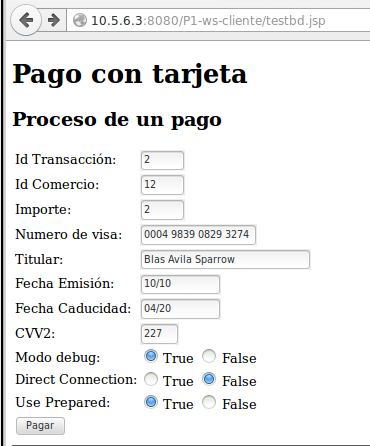 10.5.6.3:8080/P1-ws-cliente/testbd.jsp
Pago con tarjeta
Proceso de un pago
Id Transacción: 2
Id Comercio: 12
Importe: 2
Numero de visa: 0004 9839 0829 3274
Titular: Blas Avila Sparrow
Fecha Emisión: 10/10
Fecha Caducidad: 04/20
CVV2: 227
Modo debug: True False
Direct Connection: True False
Use Prepared: True False
Pagar